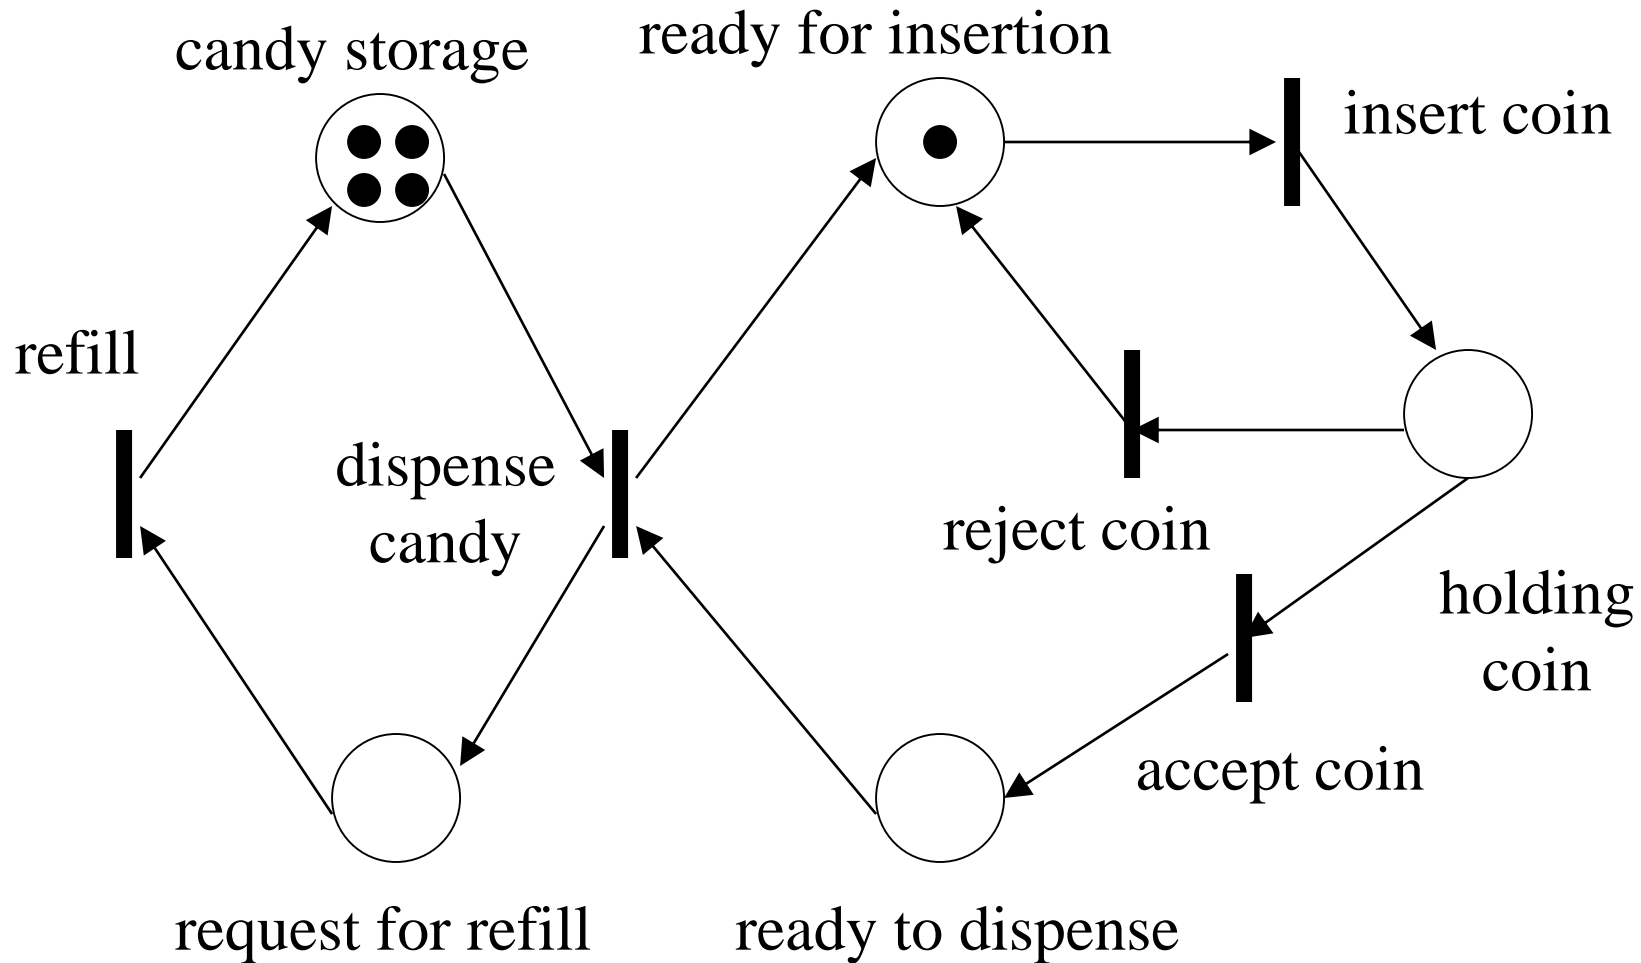 candy storage
ready for insertion
insert coin
refill
dispense
candy
reject coin
holding
coin
accept coin
request for refill
ready to dispense